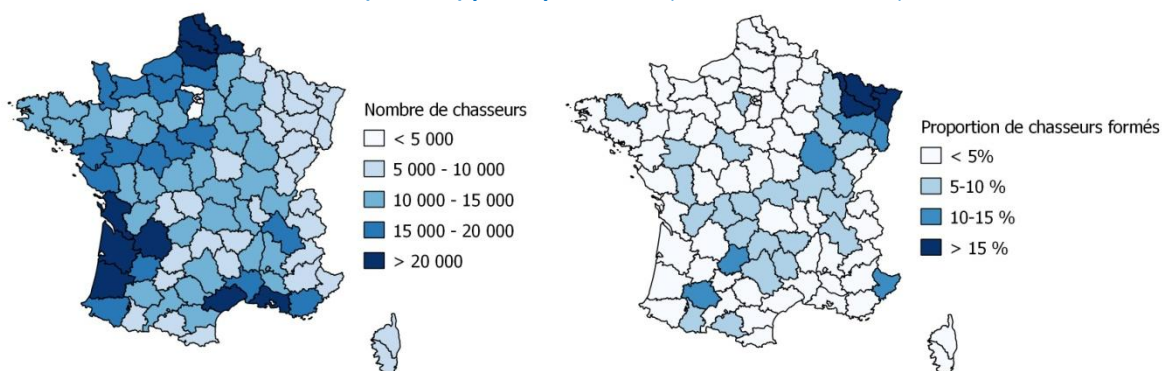 Nombre de chasseurs
< 5 000
5 000 - 10 000
10 000 - 15 000
15 000 - 20 000
> 20 000
Proportion de chasseurs formés
< 5%
5-10 %
10-15 %
> 15 %